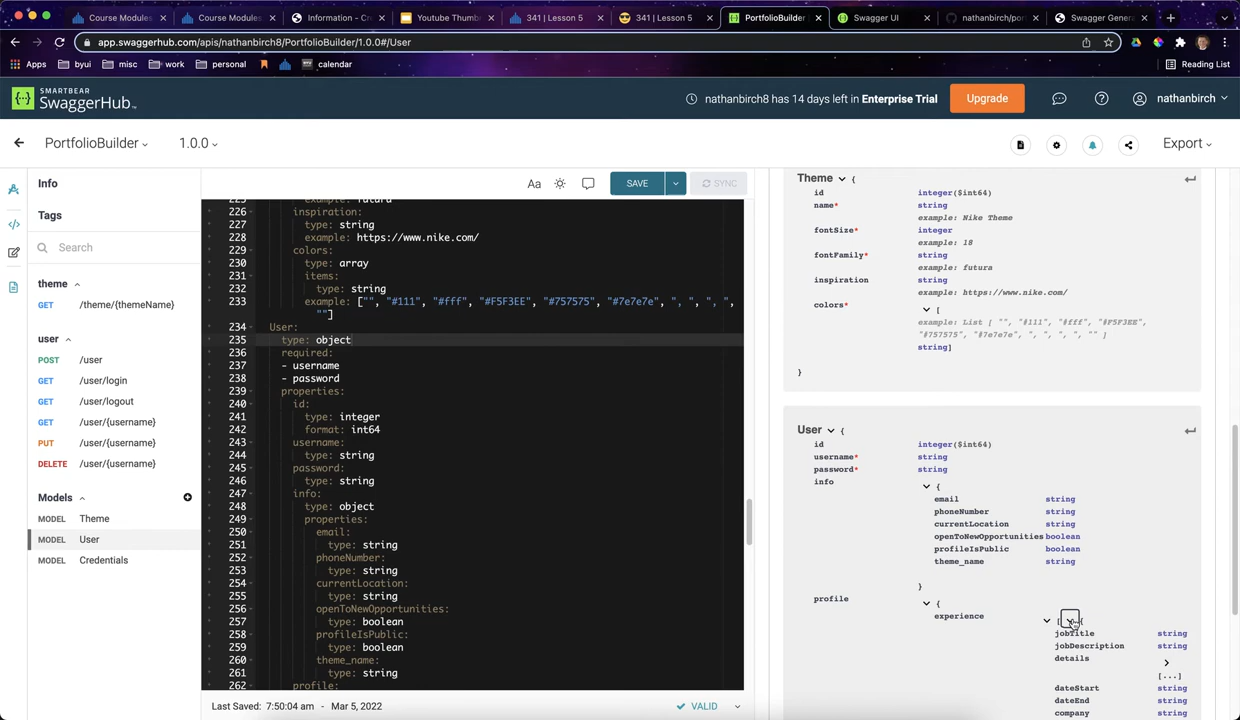 Course Modules
Course Modules
Information - Cre
Youtube Thumb
341 | Lesson 5
341 | Lesson 5
PortfolioBuilder
Swagger UI
nathanbirch/por
Swagger Gener
app.swaggerhub.com/apis/nathanbirch8/PortfolioBuilder/1.0.0#/User
Apps
byui
misc
work
personal
calendar
Reading List
SMARTBEAR
SwaggerHub
nathanbirch8 has 14 days left in Enterprise Trial
Upgrade
nathanbirch
PortfolioBuilder
1.0.0
Export
Info
Tags
Search
theme
GET /theme/{themeName}
user
POST /user
GET /user/login
GET /user/logout
GET /user/{username}
PUT /user/{username}
DELETE /user/{username}
Models
MODEL Theme
MODEL User
MODEL Credentials
Aa
SAVE
SYNC
225 example: futura
226 inspiration:
227 type: string
228 example: https://www.nike.com/
229 colors:
230 type: array
231 items:
232 type: string
233 example: ["", "#111", "#fff", "#F5F3EE", "#757575", "#7e7e7e", ", ", ", ",
""]
234 User:
235 type: object
236 required:
237 - username
238 - password
239 properties:
240 id:
241 type: integer
242 format: int64
243 username:
244 type: string
245 password:
246 type: string
247 info:
248 type: object
249 properties:
250 email:
251 type: string
252 phoneNumber:
253 type: string
254 currentLocation:
255 type: string
256 openToNewOpportunities:
257 type: boolean
258 profileIsPublic:
259 type: boolean
260 theme_name:
261 type: string
262 profile:
Last Saved: 7:50:04 am - Mar 5, 2022
VALID
Theme {
id integer($int64)
name* string
example: Nike Theme
fontSize* integer
example: 18
fontFamily* string
example: futura
inspiration string
example: https://www.nike.com/
colors*
[
example: List [ "", "#111", "#fff", "#F5F3EE",
"#757575", "#7e7e7e", ", ", ", ", "" ]
string]
}
User {
id integer($int64)
username* string
password* string
info
{
email string
phoneNumber string
currentLocation string
openToNewOpportunities boolean
profileIsPublic boolean
theme_name string
}
profile
{
experience
[ {
jobTitle string
jobDescription string
details
[...]
dateStart string
dateEnd string
company string